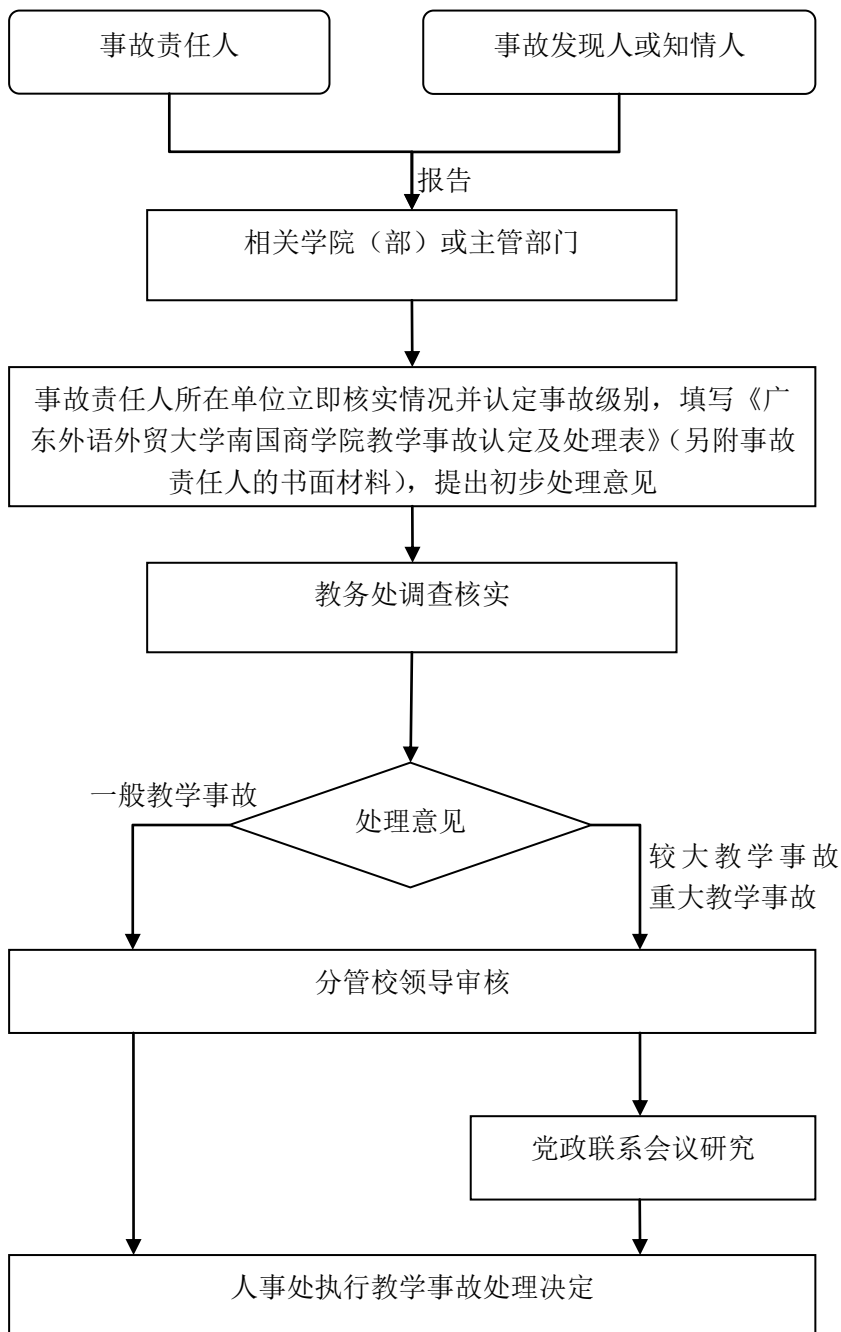 事故责任人
事故发现人或知情人
报告
相关学院（部）或主管部门
事故责任人所在单位立即核实情况并认定事故级别，填写《广
东外语外贸大学南国商学院教学事故认定及处理表》（另附事故
责任人的书面材料），提出初步处理意见
教务处调查核实
一般教学事故
处理意见
较大教学事故
重大教学事故
分管校领导审核
党政联系会议研究
人事处执行教学事故处理决定